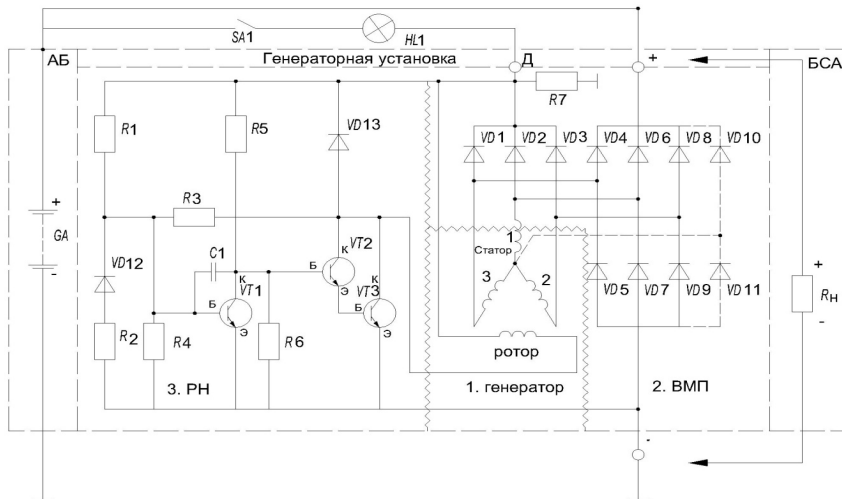 SA1
HL1
АБ
Генераторная установка
Д
+
БСА
R7
R1
R5
VD13
VD1
VD2
VD3
VD4
VD6
VD8
VD10
R3
+
GA
-
C1
К
VT2
Б
Э
К
VT3
Б
Э
К
VT1
Б
Э
VD12
R2
R4
R6
1
Статор
3
2
VD5
VD7
VD9
VD11
+
Rн
-
ротор
3. РН
1. генератор
2. ВМП
-